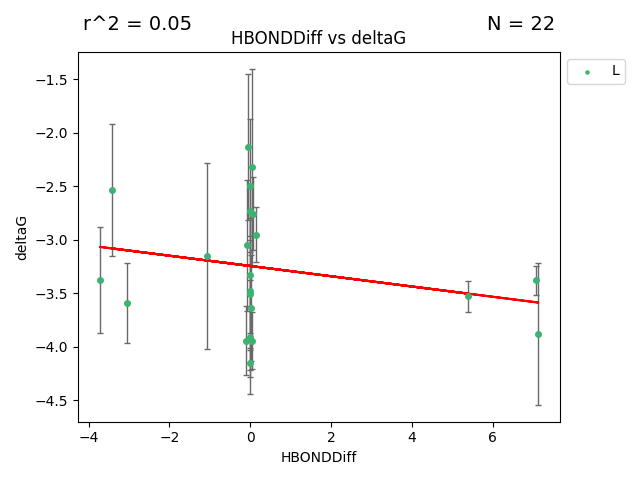 r^2 = 0.05
N = 22
HBONDDiff vs deltaG
L
−1.5
−2.0
−2.5
−3.0
−3.5
−4.0
−4.5
deltaG
−4
−2
0
2
4
6
HBONDDiff